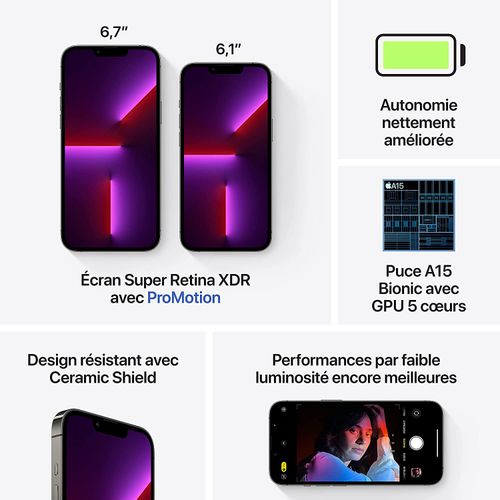 6,7″
6,1″
Écran Super Retina XDR
avec ProMotion
Autonomie
nettement
améliorée
A15
Puce A15
Bionic avec
GPU 5 cœurs
Design résistant avec
Ceramic Shield
Performances par faible
luminosité encore meilleures